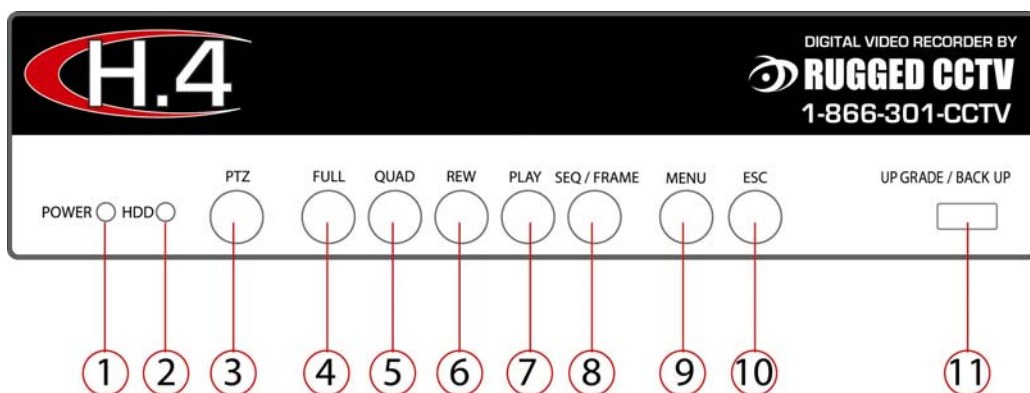 H.4
DIGITAL VIDEO RECORDER BY
RUGGED CCTV
1-866-301-CCTV
PTZ FULL QUAD REW PLAY SEQ / FRAME MENU ESC UP GRADE / BACK UP
POWER HDD
1 2 3 4 5 6 7 8 9 10 11